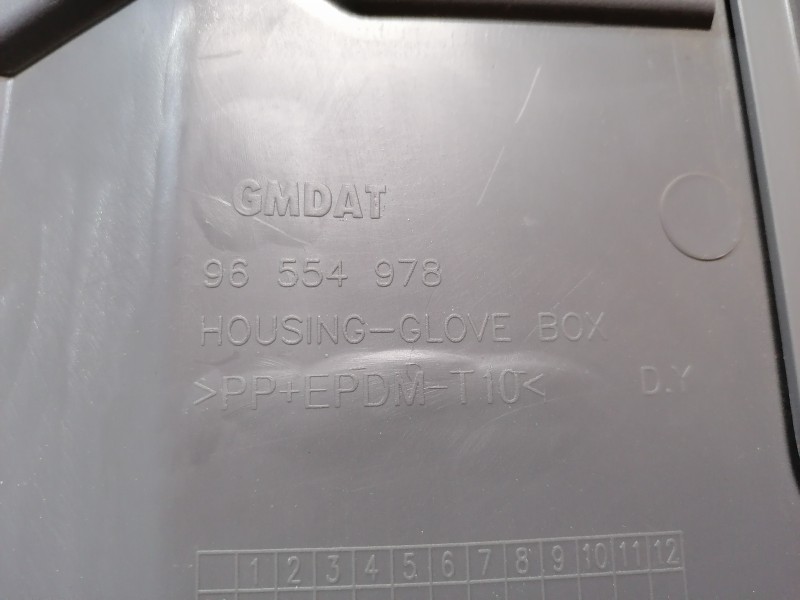 GMDAT
96 554 978
HOUSING-GLOVE BOX
>PP+EPDM-T10< D.Y
1 2 3 4 5 6 7 8 9 10 11 12